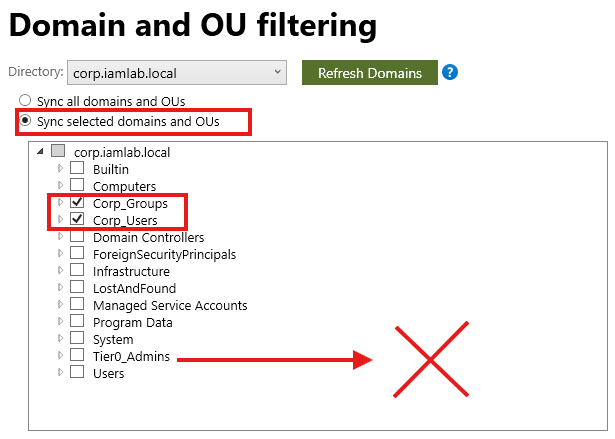 Domain and OU filtering
Directory: corp.iamlab.local Refresh Domains ?
Sync all domains and OUs
Sync selected domains and OUs
corp.iamlab.local
Builtin
Computers
Corp_Groups
Corp_Users
Domain Controllers
ForeignSecurityPrincipals
Infrastructure
LostAndFound
Managed Service Accounts
Program Data
System
Tier0_Admins
Users